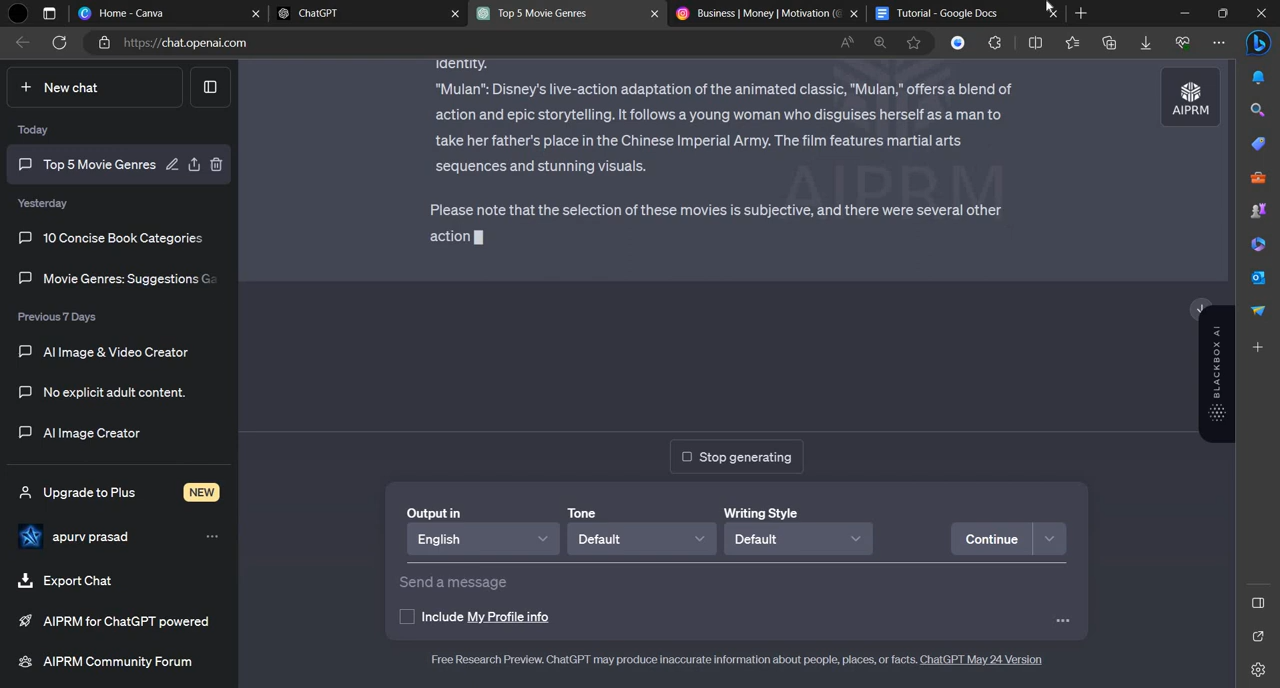 Home - Canva
ChatGPT
Top 5 Movie Genres
Business | Money | Motivation (
Tutorial - Google Docs
https://chat.openai.com
New chat
Today
Top 5 Movie Genres
Yesterday
10 Concise Book Categories
Movie Genres: Suggestions Ga
Previous 7 Days
AI Image & Video Creator
No explicit adult content.
AI Image Creator
Upgrade to Plus
NEW
apurv prasad
Export Chat
AIPRM for ChatGPT powered
AIPRM Community Forum
identity.
"Mulan": Disney's live-action adaptation of the animated classic, "Mulan," offers a blend of
action and epic storytelling. It follows a young woman who disguises herself as a man to
take her father's place in the Chinese Imperial Army. The film features martial arts
sequences and stunning visuals.
Please note that the selection of these movies is subjective, and there were several other
action
AIPRM
AIPRM
BLACKBOX AI
Stop generating
Output in
Tone
Writing Style
English
Default
Default
Continue
Send a message
Include My Profile info
Free Research Preview. ChatGPT may produce inaccurate information about people, places, or facts. ChatGPT May 24 Version